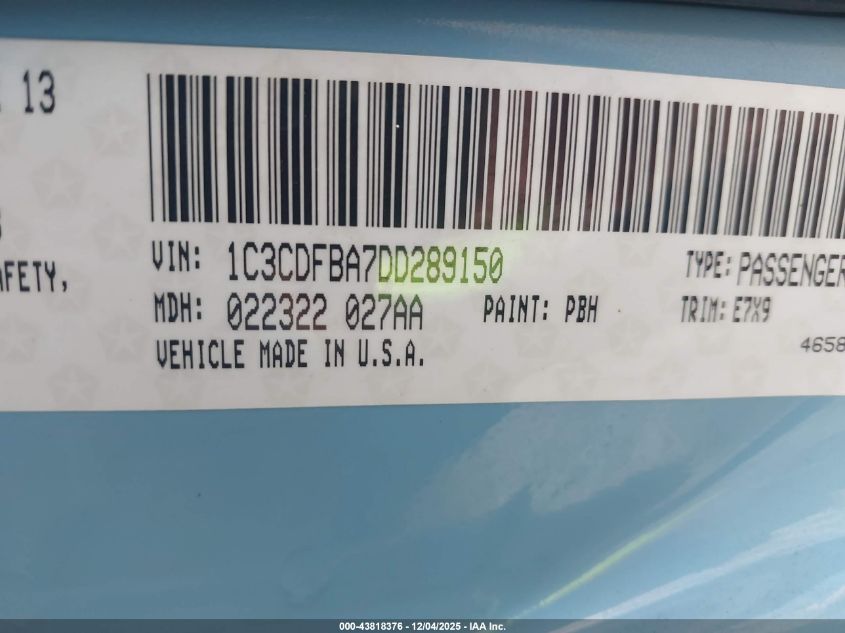 13
AFETY,
VIN: 1C3CDFBA7DD289150
TYPE: PASSENGER
MDH: 022322 027AA
PAINT: PBH
TRIM: E7X9
VEHICLE MADE IN U.S.A.
4658
000-43818376 - 12/04/2025 - IAA Inc.